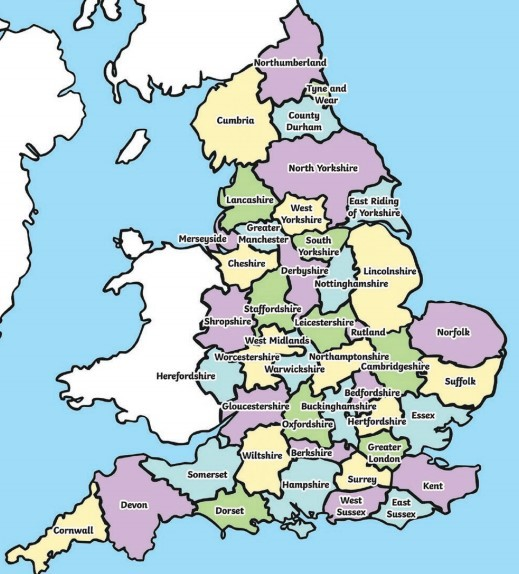 Northumberland
Tyne and
Wear
County
Durham
Cumbria
North Yorkshire
Lancashire
West
Yorkshire
East Riding
of Yorkshire
Merseyside
Greater
Manchester
South
Yorkshire
Cheshire
Derbyshire
Lincolnshire
Nottinghamshire
Staffordshire
Shropshire
Leicestershire
Rutland
Norfolk
West Midlands
Worcestershire
Northamptonshire
Cambridgeshire
Herefordshire
Warwickshire
Suffolk
Bedfordshire
Gloucestershire
Buckinghamshire
Essex
Oxfordshire
Hertfordshire
Wiltshire
Berkshire
Greater
London
Somerset
Hampshire
Surrey
Kent
Devon
Dorset
West
Sussex
East
Sussex
Cornwall